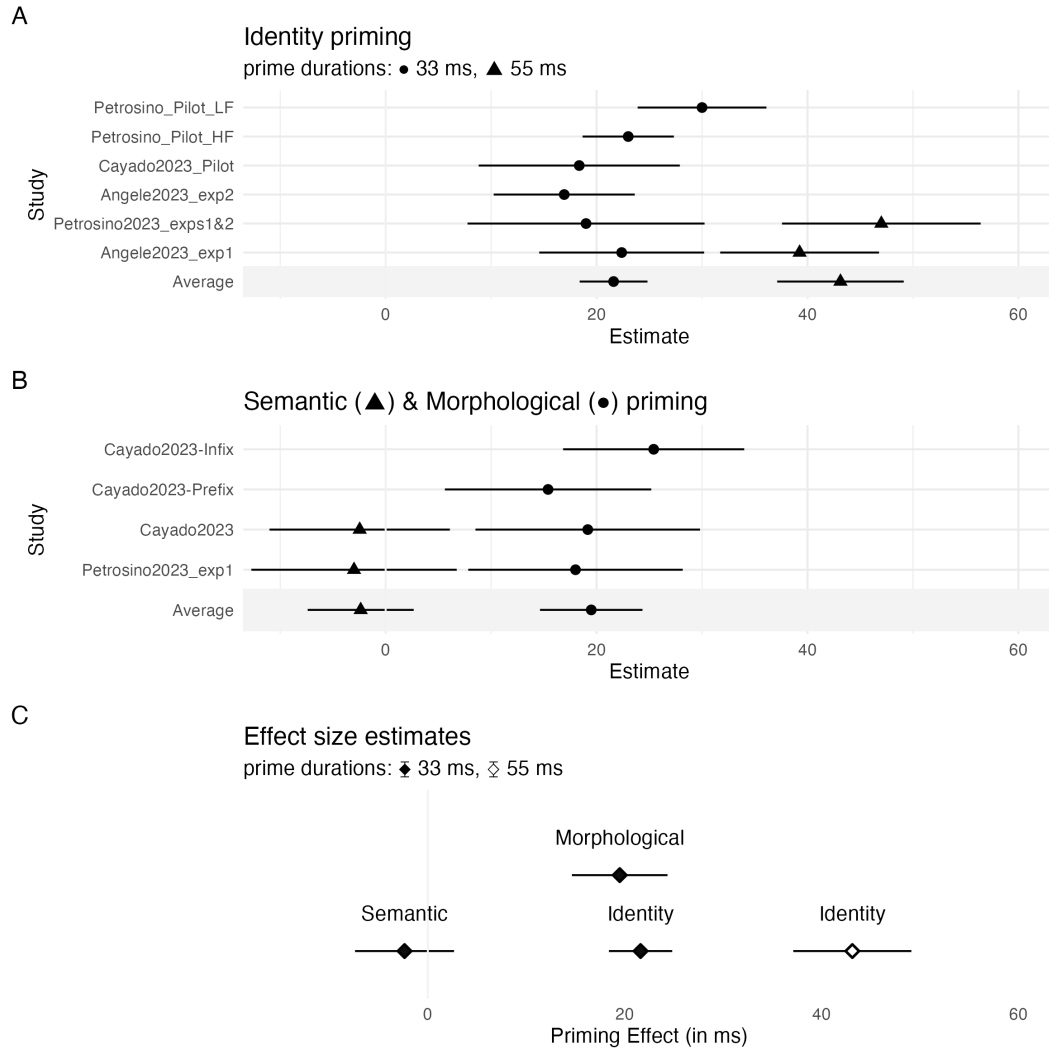 A
Identity priming
prime durations: ● 33 ms, ▲ 55 ms
Petrosino_Pilot_LF
Petrosino_Pilot_HF
Cayado2023_Pilot
Angele2023_exp2
Petrosino2023_exps1&2
Angele2023_exp1
Average
Study
0 20 40 60
Estimate
B
Semantic (▲) & Morphological (●) priming
Cayado2023-Infix
Cayado2023-Prefix
Cayado2023
Petrosino2023_exp1
Average
Study
0 20 40 60
Estimate
C
Effect size estimates
prime durations: ◆ 33 ms, ◇ 55 ms
Morphological
Semantic Identity Identity
0 20 40 60
Priming Effect (in ms)